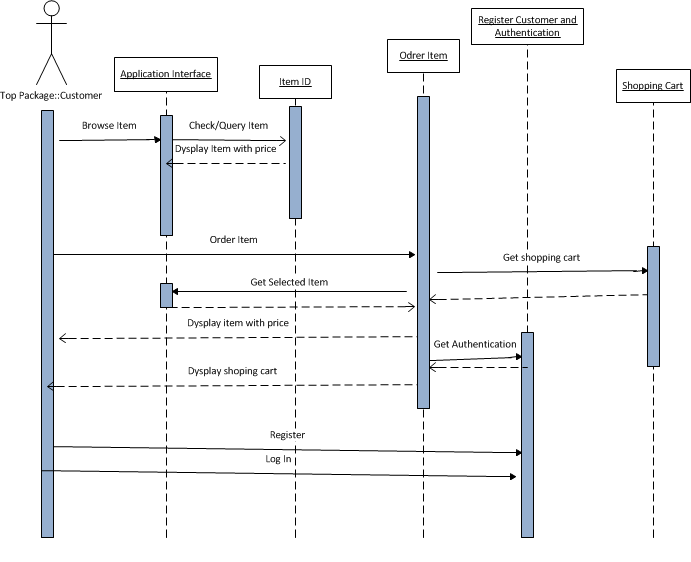 Register Customer and
Authentication
Odrer Item
Application Interface
Item ID
Shopping Cart
Top Package::Customer
Browse Item
Check/Query Item
Dysplay Item with price
Order Item
Get shopping cart
Get Selected Item
Dysplay item with price
Get Authentication
Dysplay shoping cart
Register
Log In